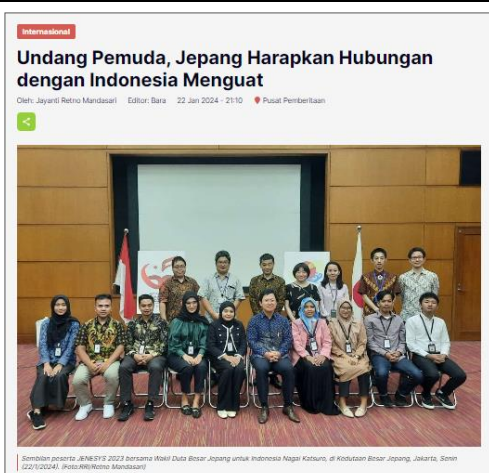 Internasional
Undang Pemuda, Jepang Harapkan Hubungan
dengan Indonesia Menguat
Oleh: Jayanti Retno Mandasari Editor: Bara 22 Jan 2024 - 21:10 Pusat Pemberitaan
Sembilan peserta JENESYS 2023 bersama Wakil Duta Besar Jepang untuk Indonesia Nagai Katsuro, di Kedutaan Besar Jepang, Jakarta, Senin
(22/1/2024). (Foto:RRI/Retno Mandasari)